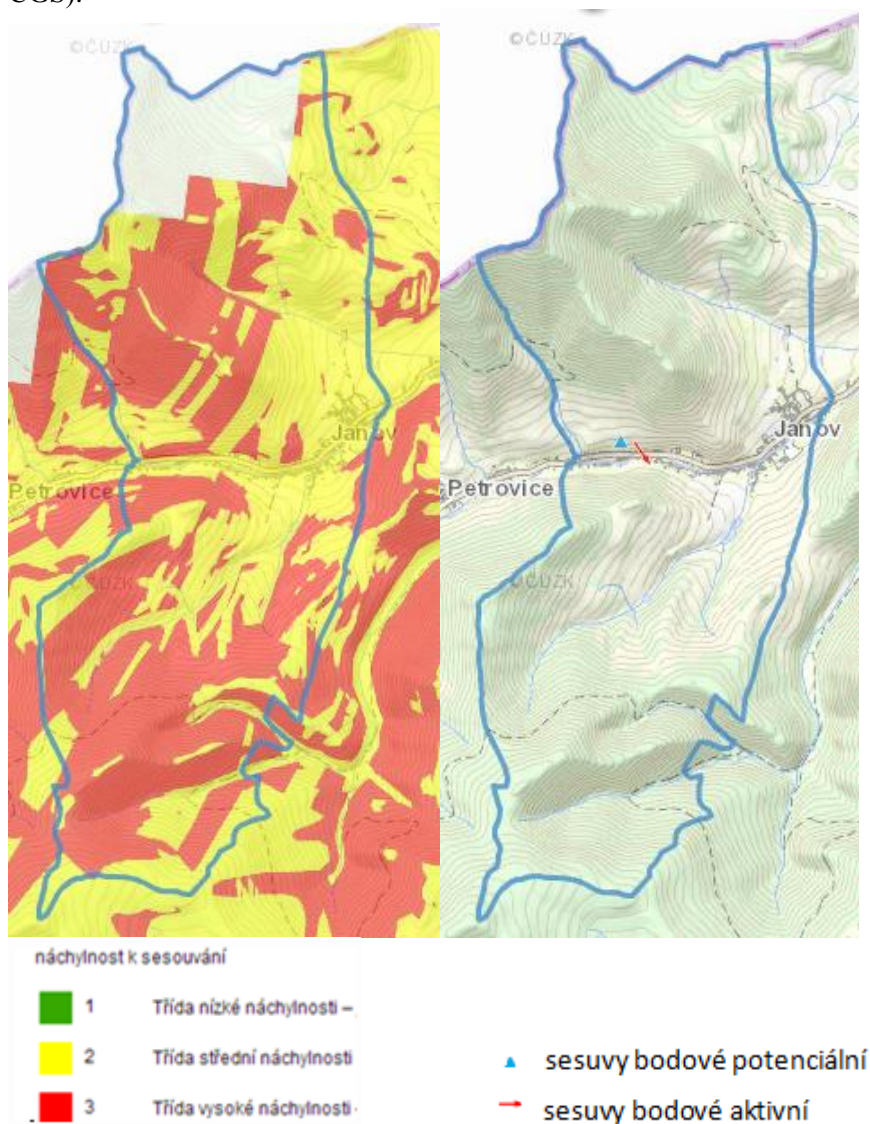 ČGS).
©ČÚZK
©ČÚZK
Janov
Janov
Petrovice
Petrovice
©ČÚZK
©ČÚZK
náchylnost k sesouvání
1 Třída nízké náchylnosti –
2 Třída střední náchylnosti
3 Třída vysoké náchylnosti -
sesuvy bodové potenciální
sesuvy bodové aktivní